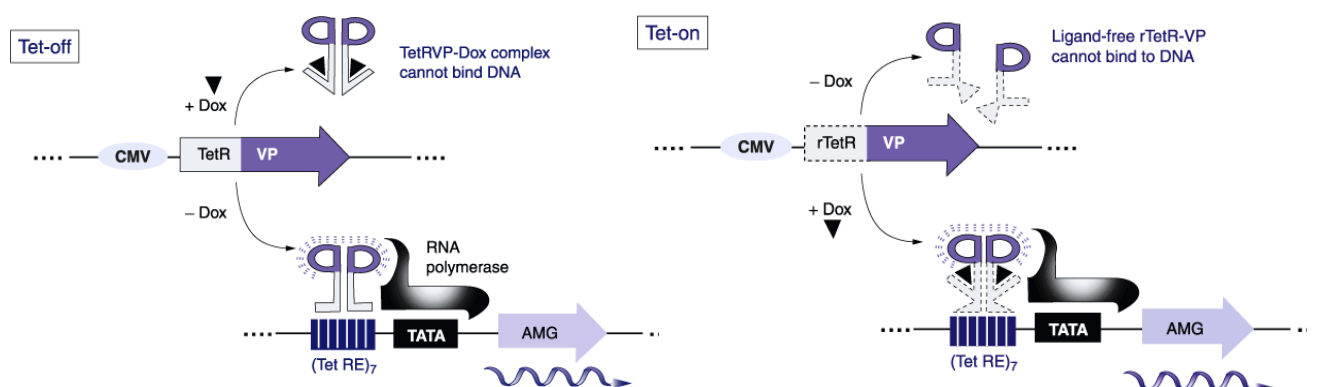 Tet-off
TetRVP-Dox complex
cannot bind DNA
+ Dox
.... CMV TetR VP ....
– Dox
RNA
polymerase
.... TATA AMG ..
(Tet RE)7
Tet-on
Ligand-free rTetR-VP
cannot bind to DNA
– Dox
.... CMV rTetR VP ....
+ Dox
.... TATA AMG ..
(Tet RE)7